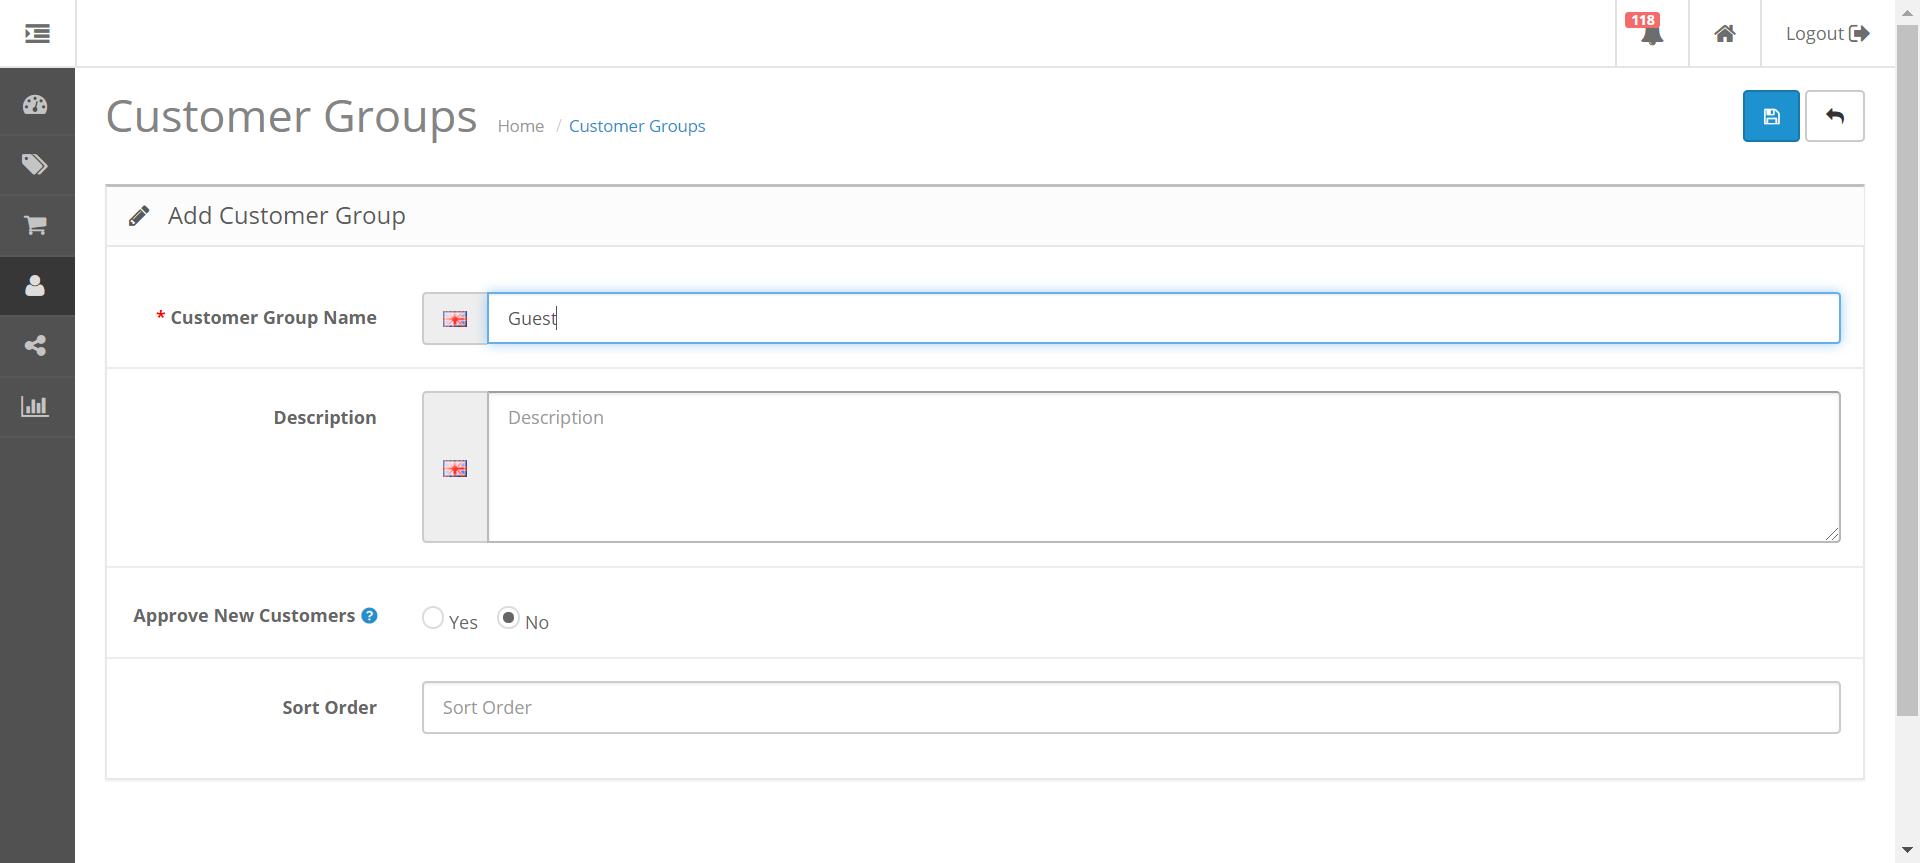 118
Logout
Customer Groups
Home / Customer Groups
Add Customer Group
* Customer Group Name
Guest
Description
Description
Approve New Customers ?
Yes
No
Sort Order
Sort Order